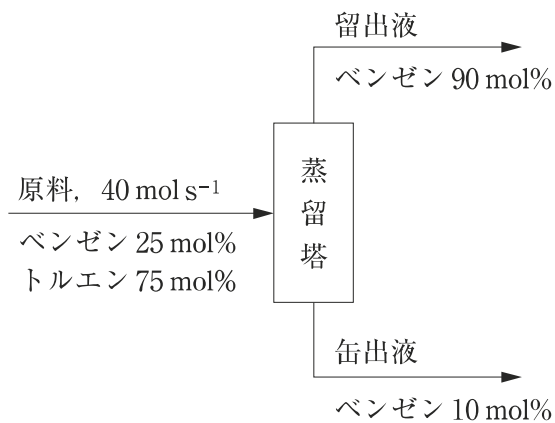 留出液
ベンゼン 90 mol%
原料, 40 mol s⁻¹
ベンゼン 25 mol%
トルエン 75 mol%
蒸留塔
缶出液
ベンゼン 10 mol%